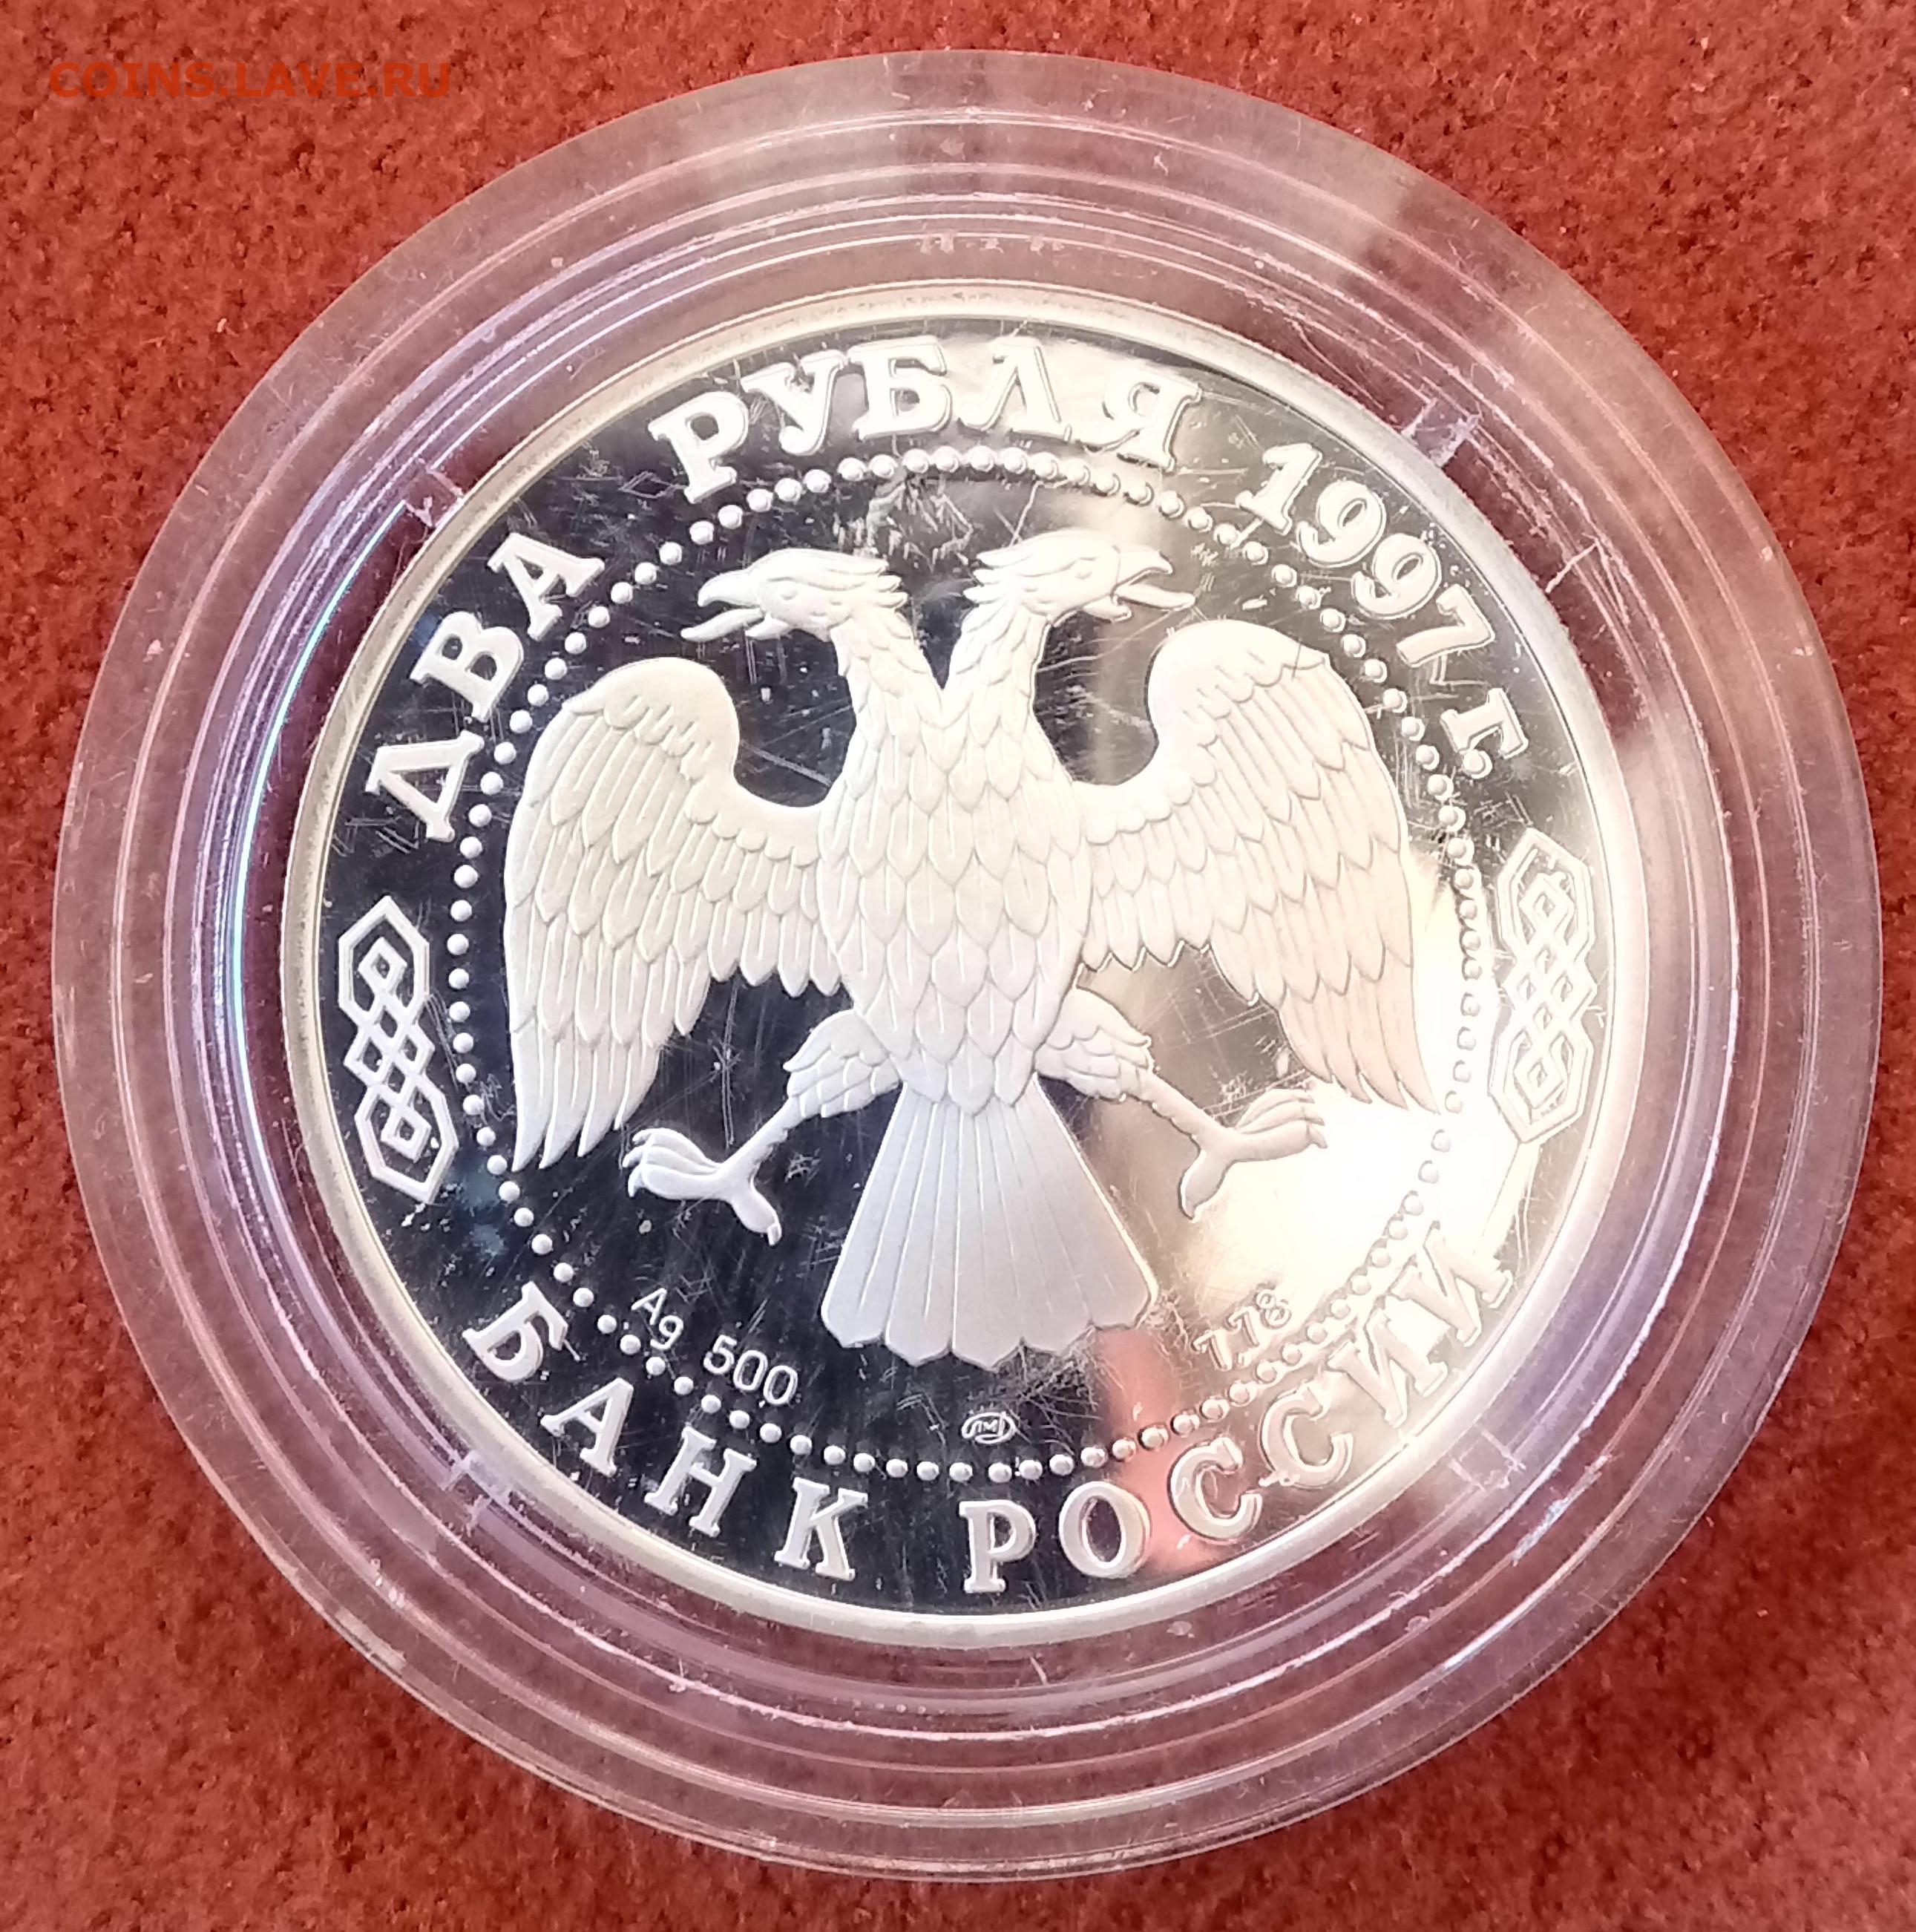 COINS.LAVE.RU
ДВА РУБЛЯ 1997 г.
Ag 500
7,78
БАНК РОССИИ